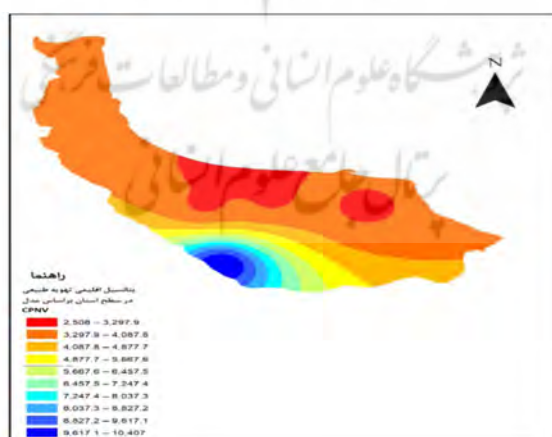 پژوهشگاه علوم انسانی و مطالعات فرهنگی
پرتال جامع علوم انسانی
N
راهنما
پتانسیل اقلیمی تهویه طبیعی
در سطح استان براساس مدل
CPNV
2,508 – 3,297.9
3,297.9 – 4,087.8
4,087.8 – 4,877.7
4,877.7 – 5,667.6
5,667.6 – 6,457.5
6,457.5 – 7,247.4
7,247.4 – 8,037.3
8,037.3 – 8,827.2
8,827.2 – 9,617.1
9,617.1 – 10,407